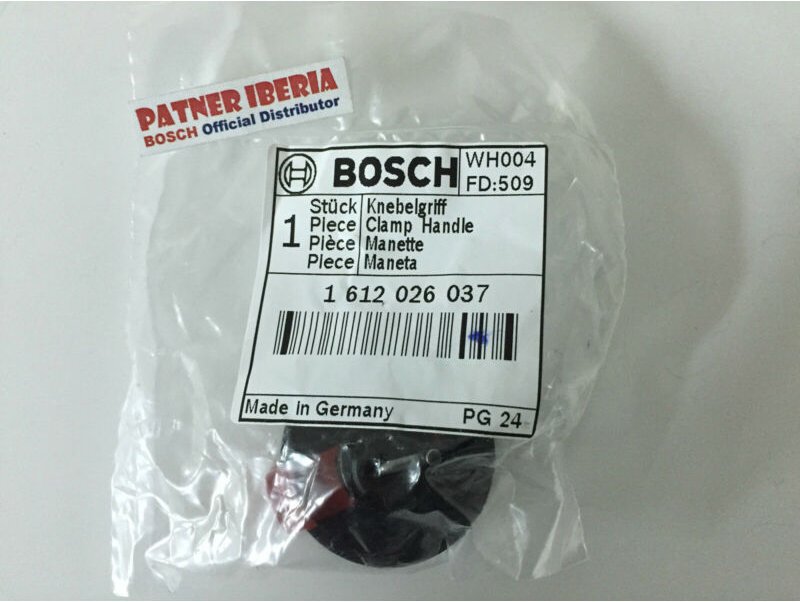 PATNER IBERIA
BOSCH Official Distributor
BOSCH
WH004
FD:509
1
Stück Knebelgriff
Piece Clamp Handle
Pièce Manette
Piece Maneta
1 612 026 037
Made in Germany
PG 24